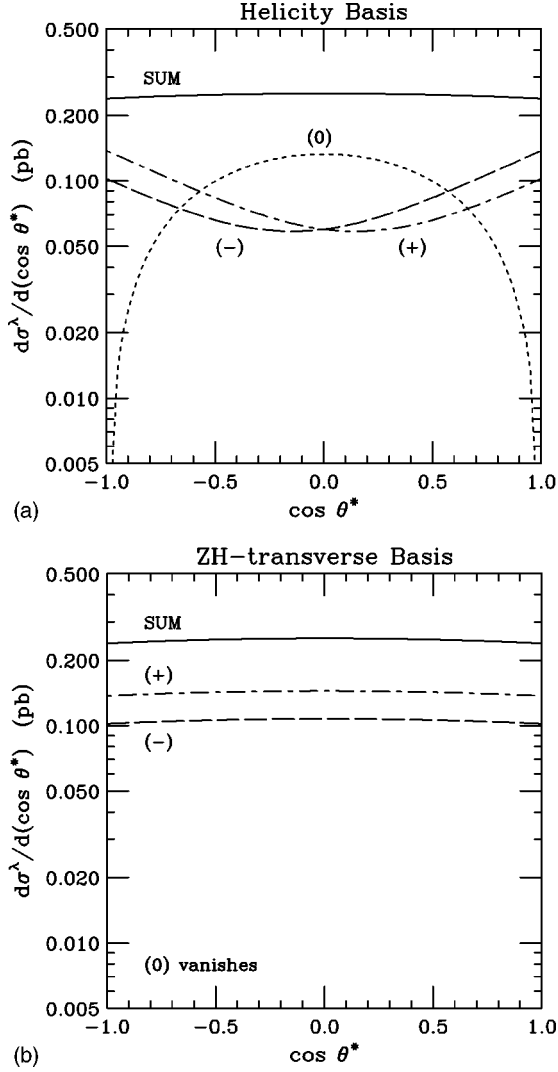 Helicity Basis
0.500
SUM
0.200
(0)
0.100
0.050
(-)
(+)
0.020
0.010
0.005
dσ^λ/d(cos θ*) (pb)
-1.0 -0.5 0.0 0.5 1.0
cos θ*
(a)
ZH-transverse Basis
0.500
SUM
0.200
(+)
0.100
(-)
0.050
0.020
0.010
(0) vanishes
0.005
dσ^λ/d(cos θ*) (pb)
-1.0 -0.5 0.0 0.5 1.0
cos θ*
(b)